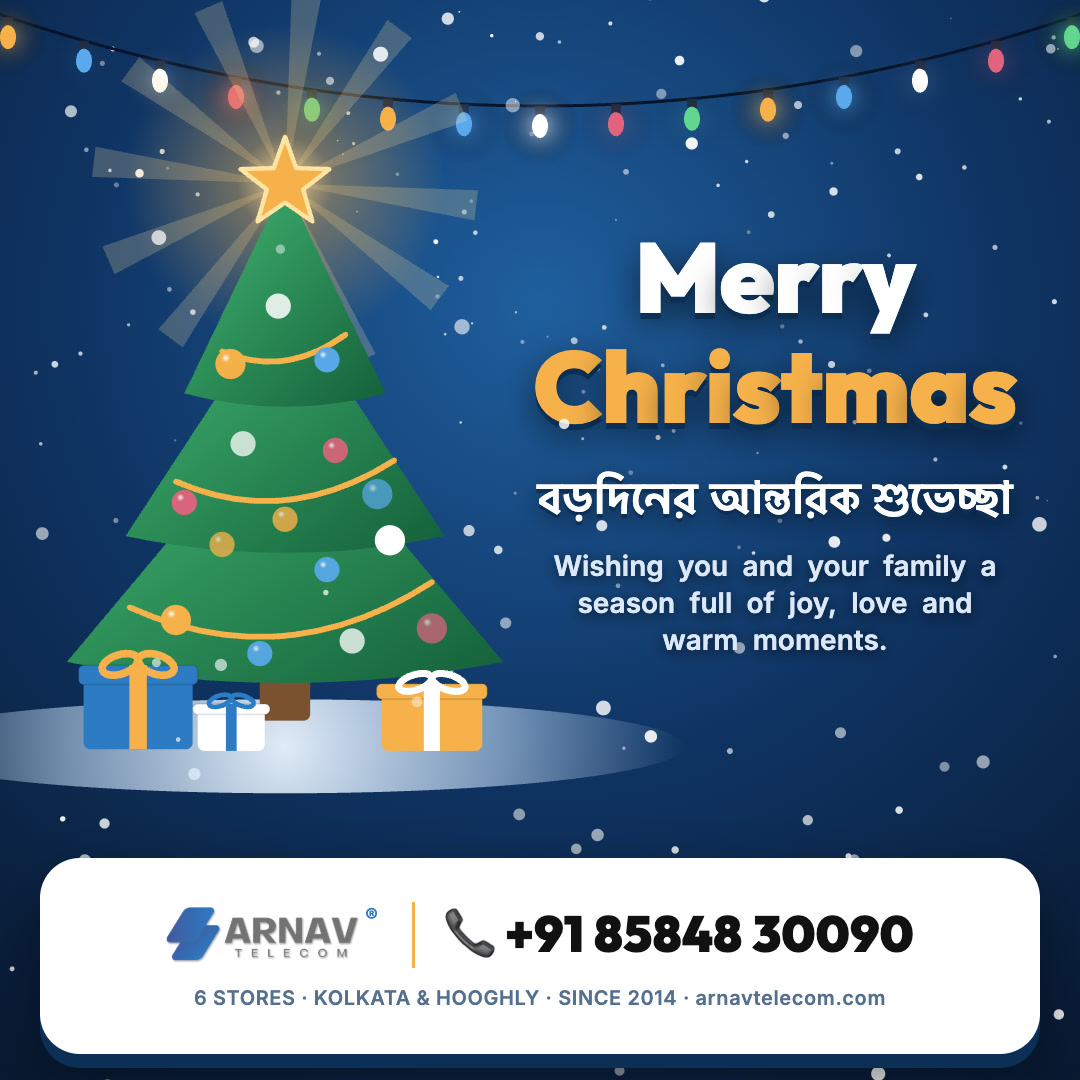 Merry
Christmas
বড়দিনের আন্তরিক শুভেচ্ছা
Wishing you and your family a
season full of joy, love and
warm moments.
ARNAV®
TELECOM
+91 85848 30090
6 STORES · KOLKATA & HOOGHLY · SINCE 2014 · arnavtelecom.com